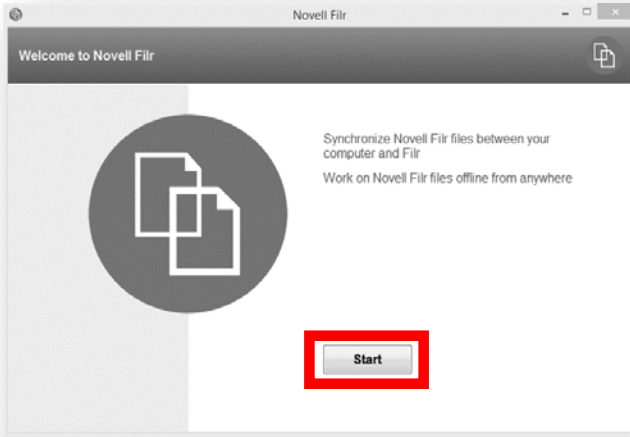 Novell Filr
Welcome to Novell Filr
Synchronize Novell Filr files between your
computer and Filr
Work on Novell Filr files offline from anywhere
Start